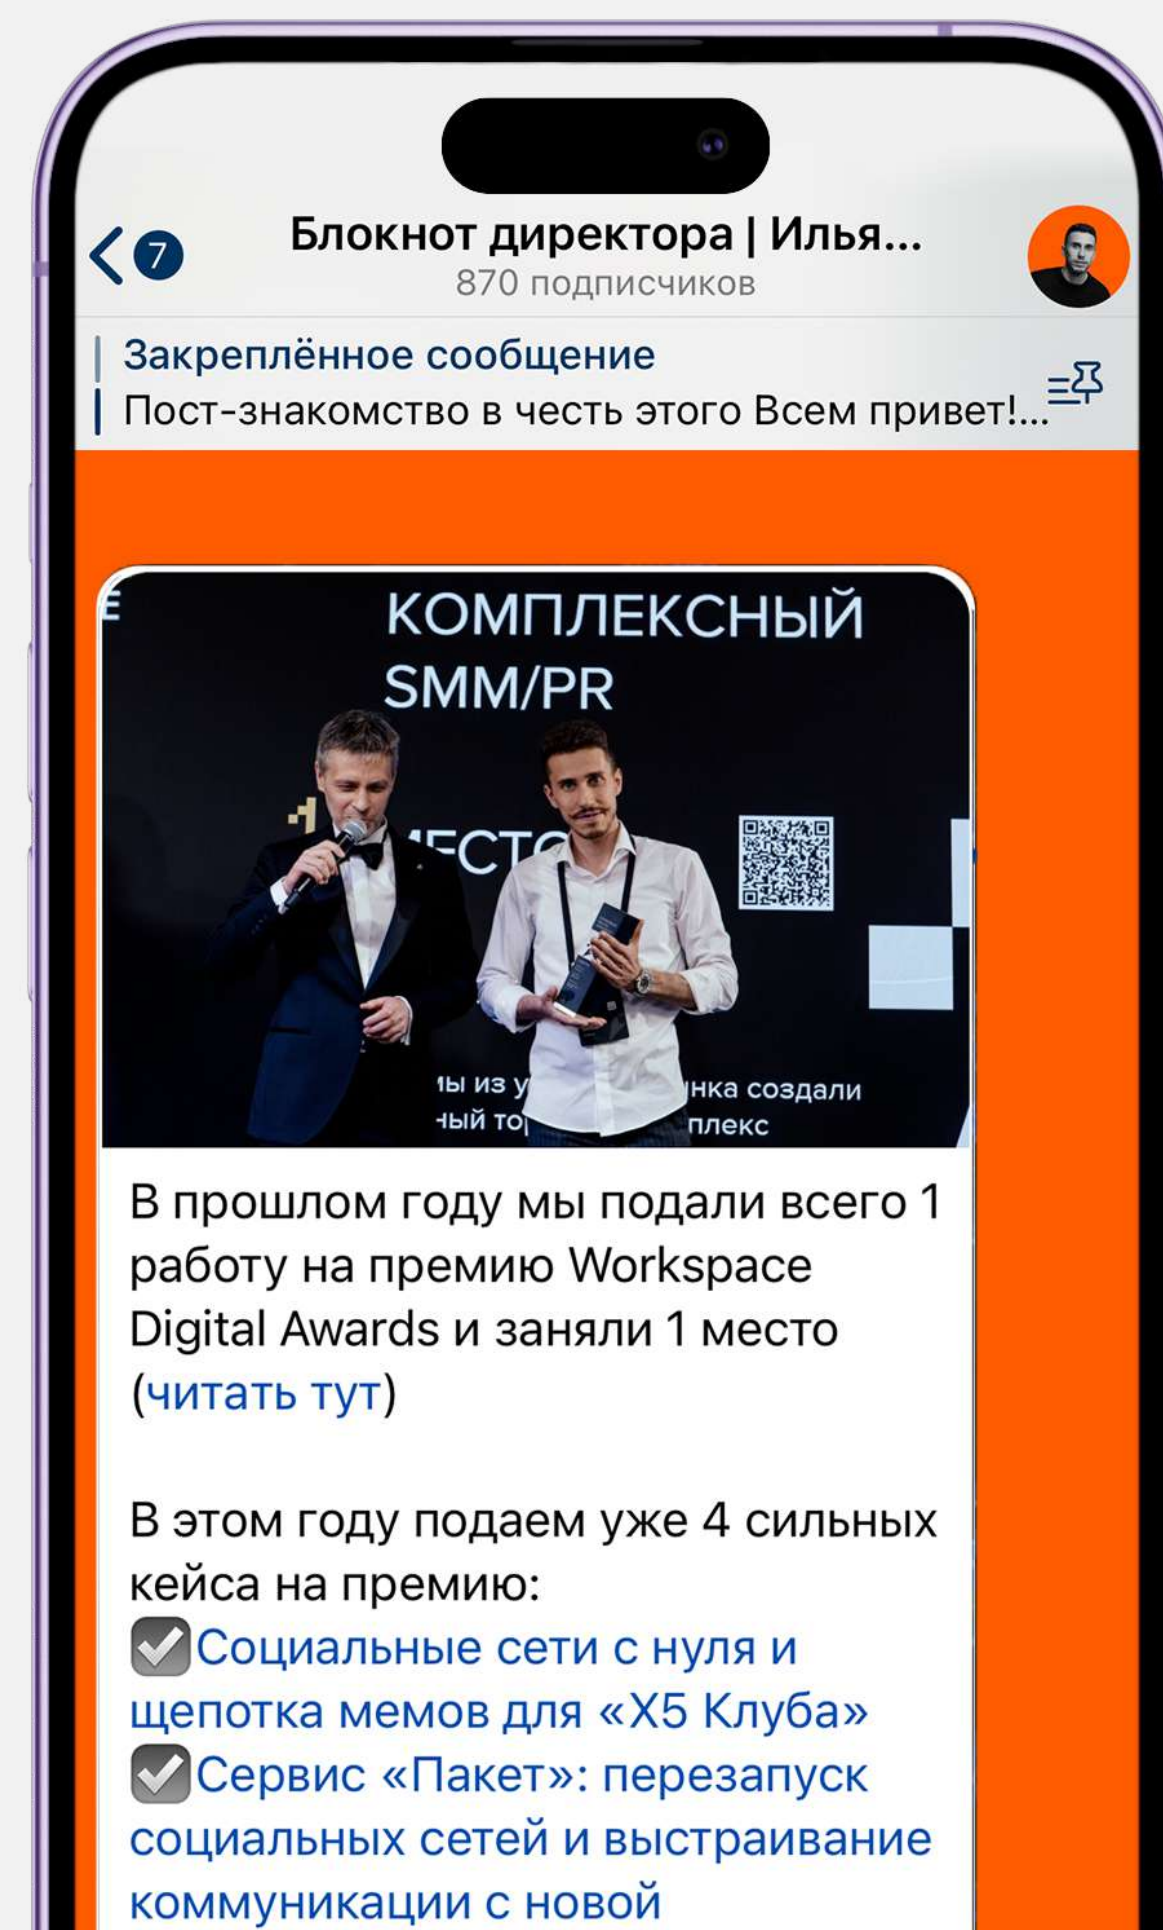 7
Блокнот директора | Илья...
870 подписчиков
Закреплённое сообщение
Пост-знакомство в честь этого Всем привет!...
КОМПЛЕКСНЫЙ
SMM/PR
1
В прошлом году мы подали всего 1
работу на премию Workspace
Digital Awards и заняли 1 место
(читать тут)
В этом году подаем уже 4 сильных
кейса на премию:
Социальные сети с нуля и
щепотка мемов для «X5 Клуба»
Сервис «Пакет»: перезапуск
социальных сетей и выстраивание
коммуникации с новой